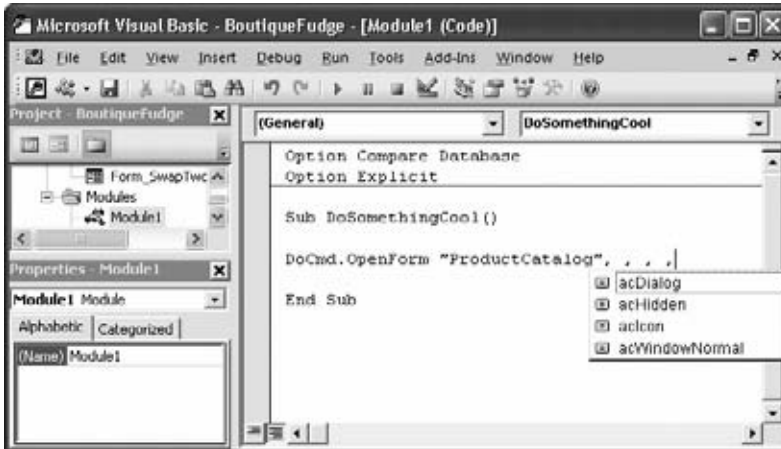 Microsoft Visual Basic - BoutiqueFudge - [Module1 (Code)]
File Edit View Insert Debug Run Tools Add-Ins Window Help
Project - BoutiqueFudge
Form_SwapTwc
Modules
Module1
Properties - Module1
Module1 Module
Alphabetic Categorized
(Name) Module1
(General) DoSomethingCool
Option Compare Database
Option Explicit
Sub DoSomethingCool()
DoCmd.OpenForm "ProductCatalog", , , ,
acDialog
acHidden
acIcon
acWindowNormal
End Sub